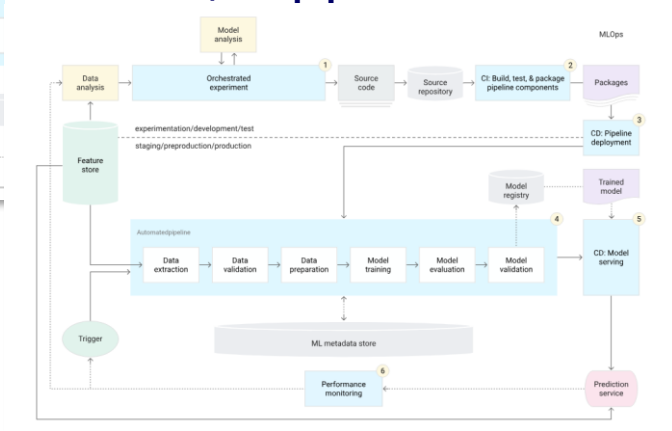 MLOps
Model
analysis
Data
analysis
1
Orchestrated
experiment
Source
code
Source
repository
2
CI: Build, test, & package
pipeline components
Packages
experimentation/development/test
staging/preproduction/production
3
CD: Pipeline
deployment
Feature
store
Model
registry
Trained
model
Automatedpipeline
4
5
Data
extraction
Data
validation
Data
preparation
Model
training
Model
evaluation
Model
validation
CD: Model
serving
Trigger
ML metadata store
6
Performance
monitoring
Prediction
service